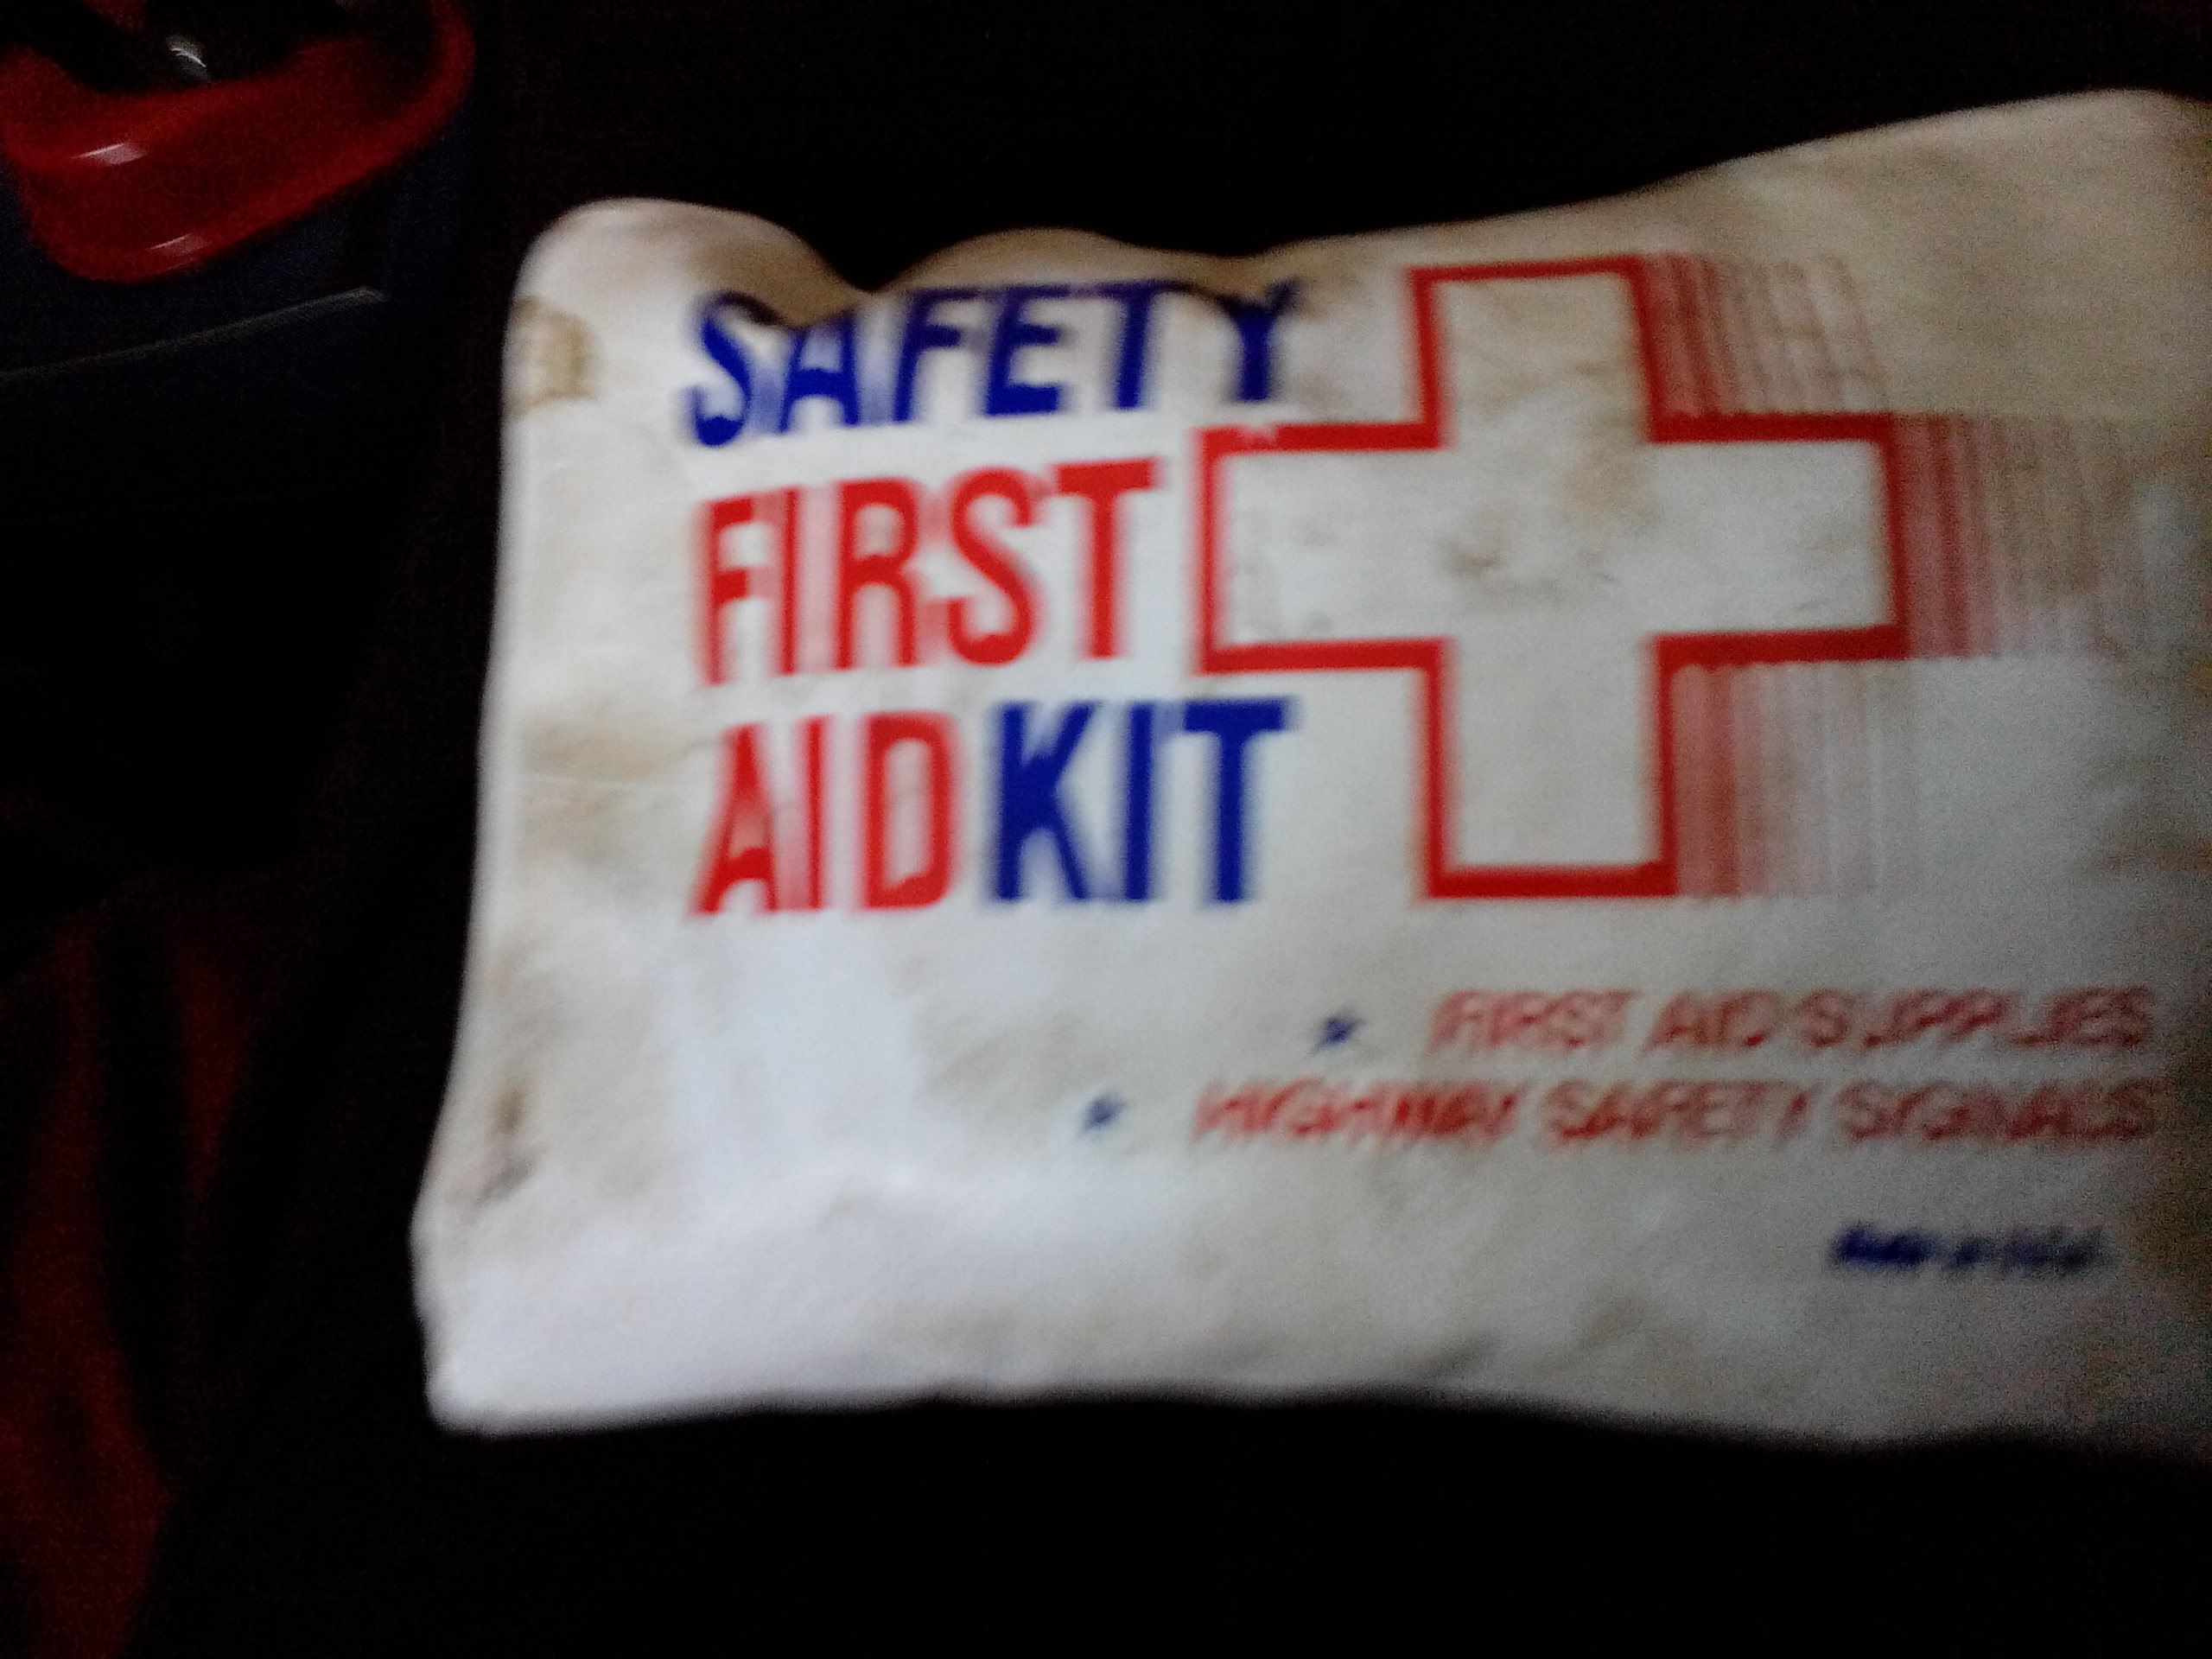 SAFETY
FIRST
AID KIT
★ FIRST AID SUPPLIES
★ HIGHWAY SAFETY SIGNALS